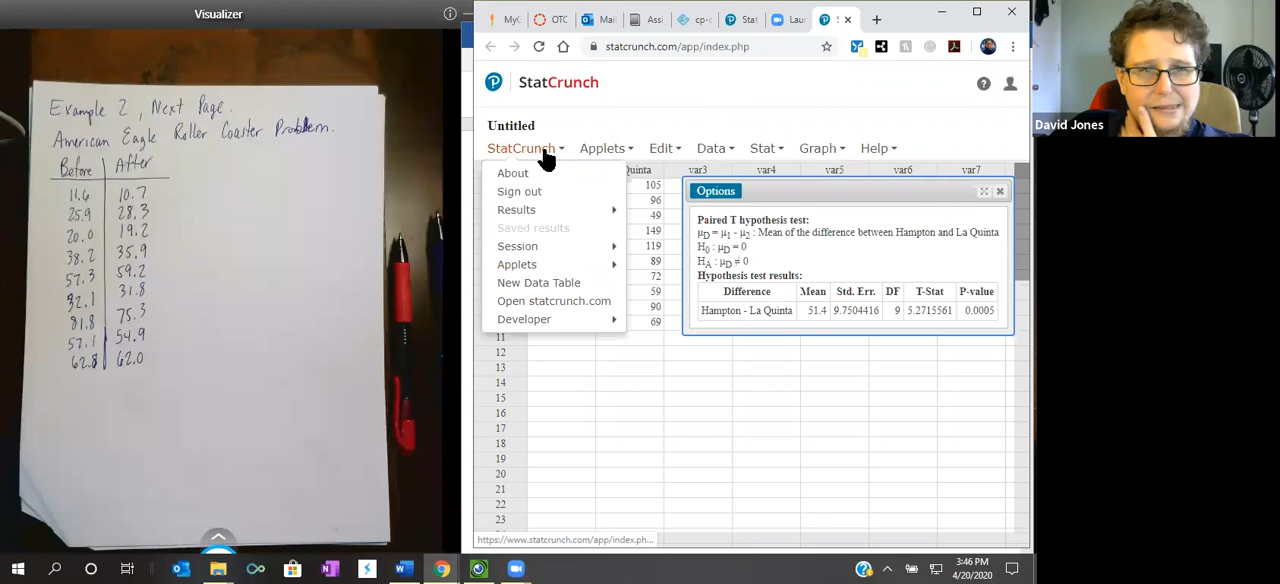 Visualizer
Example 2, Next Page.
American Eagle Roller Coaster Problem.
Before After
11.6 10.7
25.9 28.3
20.0 19.2
38.2 35.9
57.3 59.2
32.1 31.8
81.8 75.3
57.1 54.9
62.8 62.0
MyC OTC Mai Assi cp-c Stat Lau S
statcrunch.com/app/index.php
StatCrunch
Untitled
StatCrunch Applets Edit Data Stat Graph Help
About
Sign out
Results
Saved results
Session
Applets
New Data Table
Open statcrunch.com
Developer
Quinta var3 var4 var5 var6 var7
105
96
49
149
119
89
72
59
90
69
11
12
13
14
15
16
17
18
19
20
21
22
23
Options
Paired T hypothesis test:
μD = μ1 - μ2 : Mean of the difference between Hampton and La Quinta
H0 : μD = 0
HA : μD ≠ 0
Hypothesis test results:
Difference Mean Std. Err. DF T-Stat P-value
Hampton - La Quinta 51.4 9.7504416 9 5.2715561 0.0005
https://www.statcrunch.com/app/index.ph...
David Jones
3:46 PM
4/20/2020